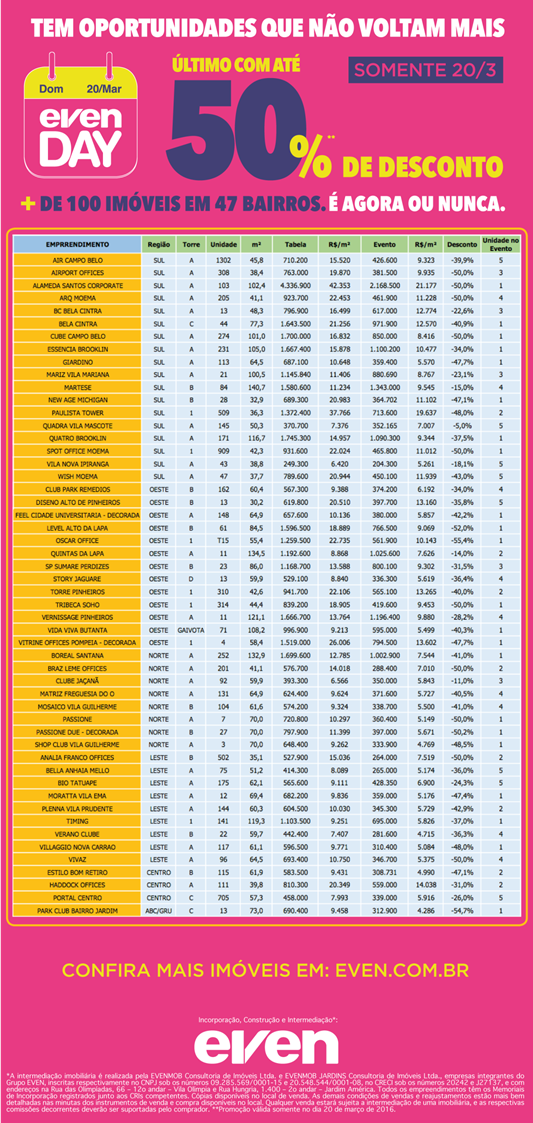 TEM OPORTUNIDADES QUE NÃO VOLTAM MAIS
Dom 20/Mar
even
DAY
ÚLTIMO COM ATÉ
SOMENTE 20/3
50%** DE DESCONTO
+ DE 100 IMÓVEIS EM 47 BAIRROS. É AGORA OU NUNCA.
EMPRRENDIMENTO Região Torre Unidade m² Tabela R$/m² Evento R$/m² Desconto Unidade no Evento
AIR CAMPO BELO SUL A 1302 45,8 710.200 15.520 426.600 9.323 -39,9% 5
AIRPORT OFFICES SUL A 308 38,4 763.000 19.870 381.500 9.935 -50,0% 3
ALAMEDA SANTOS CORPORATE SUL A 103 102,4 4.336.900 42.353 2.168.500 21.177 -50,0% 1
ARQ MOEMA SUL A 205 41,1 923.700 22.453 461.900 11.228 -50,0% 4
BC BELA CINTRA SUL A 13 48,3 796.900 16.499 617.000 12.774 -22,6% 3
BELA CINTRA SUL C 44 77,3 1.643.500 21.256 971.900 12.570 -40,9% 1
CUBE CAMPO BELO SUL A 274 101,0 1.700.000 16.832 850.000 8.416 -50,0% 1
ESSENCIA BROOKLIN SUL A 231 105,0 1.667.400 15.878 1.100.200 10.477 -34,0% 1
GIARDINO SUL A 113 64,5 687.100 10.648 359.400 5.570 -47,7% 1
MARIZ VILA MARIANA SUL A 21 100,5 1.145.840 11.406 880.690 8.767 -23,1% 3
MARTESE SUL B 84 140,7 1.580.600 11.234 1.343.000 9.545 -15,0% 4
NEW AGE MICHIGAN SUL B 28 32,9 689.300 20.983 364.702 11.102 -47,1% 1
PAULISTA TOWER SUL 1 509 36,3 1.372.400 37.766 713.600 19.637 -48,0% 2
QUADRA VILA MASCOTE SUL A 145 50,3 370.700 7.376 352.165 7.007 -5,0% 5
QUATRO BROOKLIN SUL A 171 116,7 1.745.300 14.957 1.090.300 9.344 -37,5% 1
SPOT OFFICE MOEMA SUL 1 909 42,3 931.600 22.024 465.800 11.012 -50,0% 1
VILA NOVA IPIRANGA SUL A 43 38,8 249.300 6.420 204.300 5.261 -18,1% 5
WISH MOEMA SUL A 47 37,7 789.600 20.944 450.100 11.939 -43,0% 5
CLUB PARK REMEDIOS OESTE B 162 60,4 567.300 9.388 374.200 6.192 -34,0% 4
DISENO ALTO DE PINHEIROS OESTE B 13 30,2 619.800 20.510 397.700 13.160 -35,8% 5
FEEL CIDADE UNIVERSITARIA - DECORADA OESTE A 148 64,9 657.600 10.136 380.000 5.857 -42,2% 1
LEVEL ALTO DA LAPA OESTE B 61 84,5 1.596.500 18.889 766.500 9.069 -52,0% 1
OSCAR OFFICE OESTE 1 T15 55,4 1.259.500 22.735 561.900 10.143 -55,4% 1
QUINTAS DA LAPA OESTE A 11 134,5 1.192.600 8.868 1.025.600 7.626 -14,0% 2
SP SUMARE PERDIZES OESTE B 23 86,0 1.168.700 13.588 800.100 9.302 -31,5% 3
STORY JAGUARE OESTE D 13 59,9 529.100 8.840 336.300 5.619 -36,4% 4
TORRE PINHEIROS OESTE 1 310 42,6 941.700 22.106 565.100 13.265 -40,0% 2
TRIBECA SOHO OESTE 1 314 44,4 839.200 18.905 419.600 9.453 -50,0% 1
VERNISSAGE PINHEIROS OESTE A 11 121,1 1.666.700 13.764 1.196.400 9.880 -28,2% 4
VIDA VIVA BUTANTA OESTE GAIVOTA 71 108,2 996.900 9.213 595.000 5.499 -40,3% 1
VITRINE OFFICES POMPEIA - DECORADA OESTE 1 4 58,4 1.519.000 26.006 794.500 13.602 -47,7% 1
BOREAL SANTANA NORTE A 252 132,9 1.699.600 12.785 1.002.900 7.544 -41,0% 1
BRAZ LEME OFFICES NORTE A 201 41,1 576.700 14.018 288.400 7.010 -50,0% 2
CLUBE JAÇANÃ NORTE A 92 59,9 393.300 6.566 350.000 5.843 -11,0% 3
MATRIZ FREGUESIA DO O NORTE A 131 64,9 624.400 9.624 371.600 5.727 -40,5% 4
MOSAICO VILA GUILHERME NORTE B 104 61,6 574.200 9.324 338.700 5.500 -41,0% 4
PASSIONE NORTE A 7 70,0 720.800 10.297 360.400 5.149 -50,0% 1
PASSIONE DUE - DECORADA NORTE B 27 70,0 797.900 11.399 397.000 5.671 -50,2% 1
SHOP CLUB VILA GUILHERME NORTE A 3 70,0 648.400 9.262 333.900 4.769 -48,5% 1
ANALIA FRANCO OFFICES LESTE B 502 35,1 527.900 15.036 264.000 7.519 -50,0% 2
BELLA ANHAIA MELLO LESTE A 75 51,2 414.300 8.089 265.000 5.174 -36,0% 5
BIO TATUAPE LESTE A 175 62,1 565.600 9.111 428.350 6.900 -24,3% 5
MORATTA VILA EMA LESTE A 12 69,4 682.200 9.836 359.000 5.176 -47,4% 1
PLENNA VILA PRUDENTE LESTE A 144 60,3 604.500 10.030 345.300 5.729 -42,9% 2
TIMING LESTE 1 141 119,3 1.103.500 9.251 695.000 5.826 -37,0% 1
VERANO CLUBE LESTE B 22 59,7 442.400 7.407 281.600 4.715 -36,3% 4
VILLAGGIO NOVA CARRAO LESTE A 117 61,1 596.500 9.771 310.400 5.084 -48,0% 1
VIVAZ LESTE A 96 64,5 693.400 10.750 346.700 5.375 -50,0% 4
ESTILO BOM RETIRO CENTRO B 115 61,9 583.500 9.431 308.731 4.990 -47,1% 2
HADDOCK OFFICES CENTRO A 111 39,8 810.300 20.349 559.000 14.038 -31,0% 2
PORTAL CENTRO CENTRO C 705 57,3 458.000 7.993 339.000 5.916 -26,0% 5
PARK CLUB BAIRRO JARDIM ABC/GRU C 13 73,0 690.400 9.458 312.900 4.286 -54,7% 1
CONFIRA MAIS IMÓVEIS EM: EVEN.COM.BR
Incorporação, Construção e Intermediação*:
even
*A intermediação imobiliária é realizada pela EVENMOB Consultoria de Imóveis Ltda. e EVENMOB JARDINS Consultoria de Imóveis Ltda., empresas integrantes do
Grupo EVEN, inscritas respectivamente no CNPJ sob os números 09.285.569/0001-15 e 20.548.544/0001-08, no CRECI sob os números 20242 e J27137, e com
endereços na Rua das Olimpíadas, 66 – 12o andar – Vila Olímpia e Rua Hungria, 1.400 – 2o andar – Jardim América. Todos os empreendimentos têm os Memoriais
de Incorporação registrados junto aos CRIs competentes. Cópias disponíveis no local de venda. As demais condições de vendas e reajustamentos estão mais bem
detalhadas nas minutas dos instrumentos de venda e compra disponíveis no local. Qualquer venda estará sujeita a intermediação de uma imobiliária, e as respectivas
comissões decorrentes deverão ser suportadas pelo comprador. **Promoção válida somente no dia 20 de março de 2016.